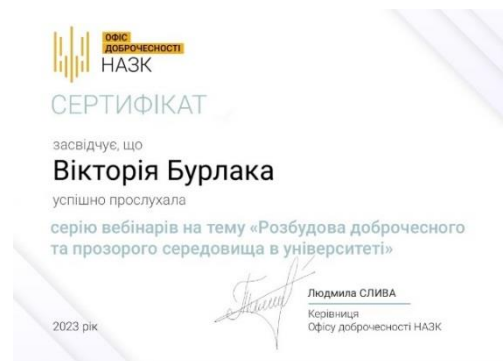 ОФІС
ДОБРОЧЕСНОСТІ
НАЗК
СЕРТИФІКАТ
засвідчує, що
Вікторія Бурлака
успішно прослухала
серію вебінарів на тему «Розбудова доброчесного
та прозорого середовища в університеті»
Людмила СЛИВА
Керівниця
Офісу доброчесності НАЗК
2023 рік